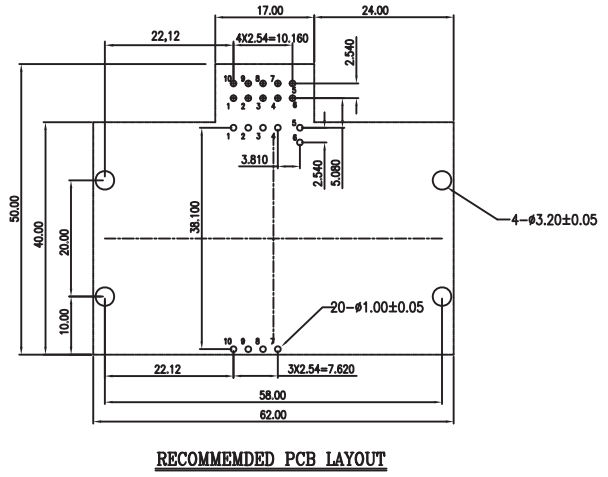 17.00
24.00
22,12
4X2.54=10.160
2.540
10 9 8 7
5
1 2 3 4 6
1 2 3 4 5
6
3.810
2.540
5.080
50.00
40.00
20.00
10.00
38.100
4-ø3.20±0.05
20-ø1.00±0.05
10 9 8 7
22.12
3X2.54=7.620
58.00
62.00
RECOMMEMDED PCB LAYOUT